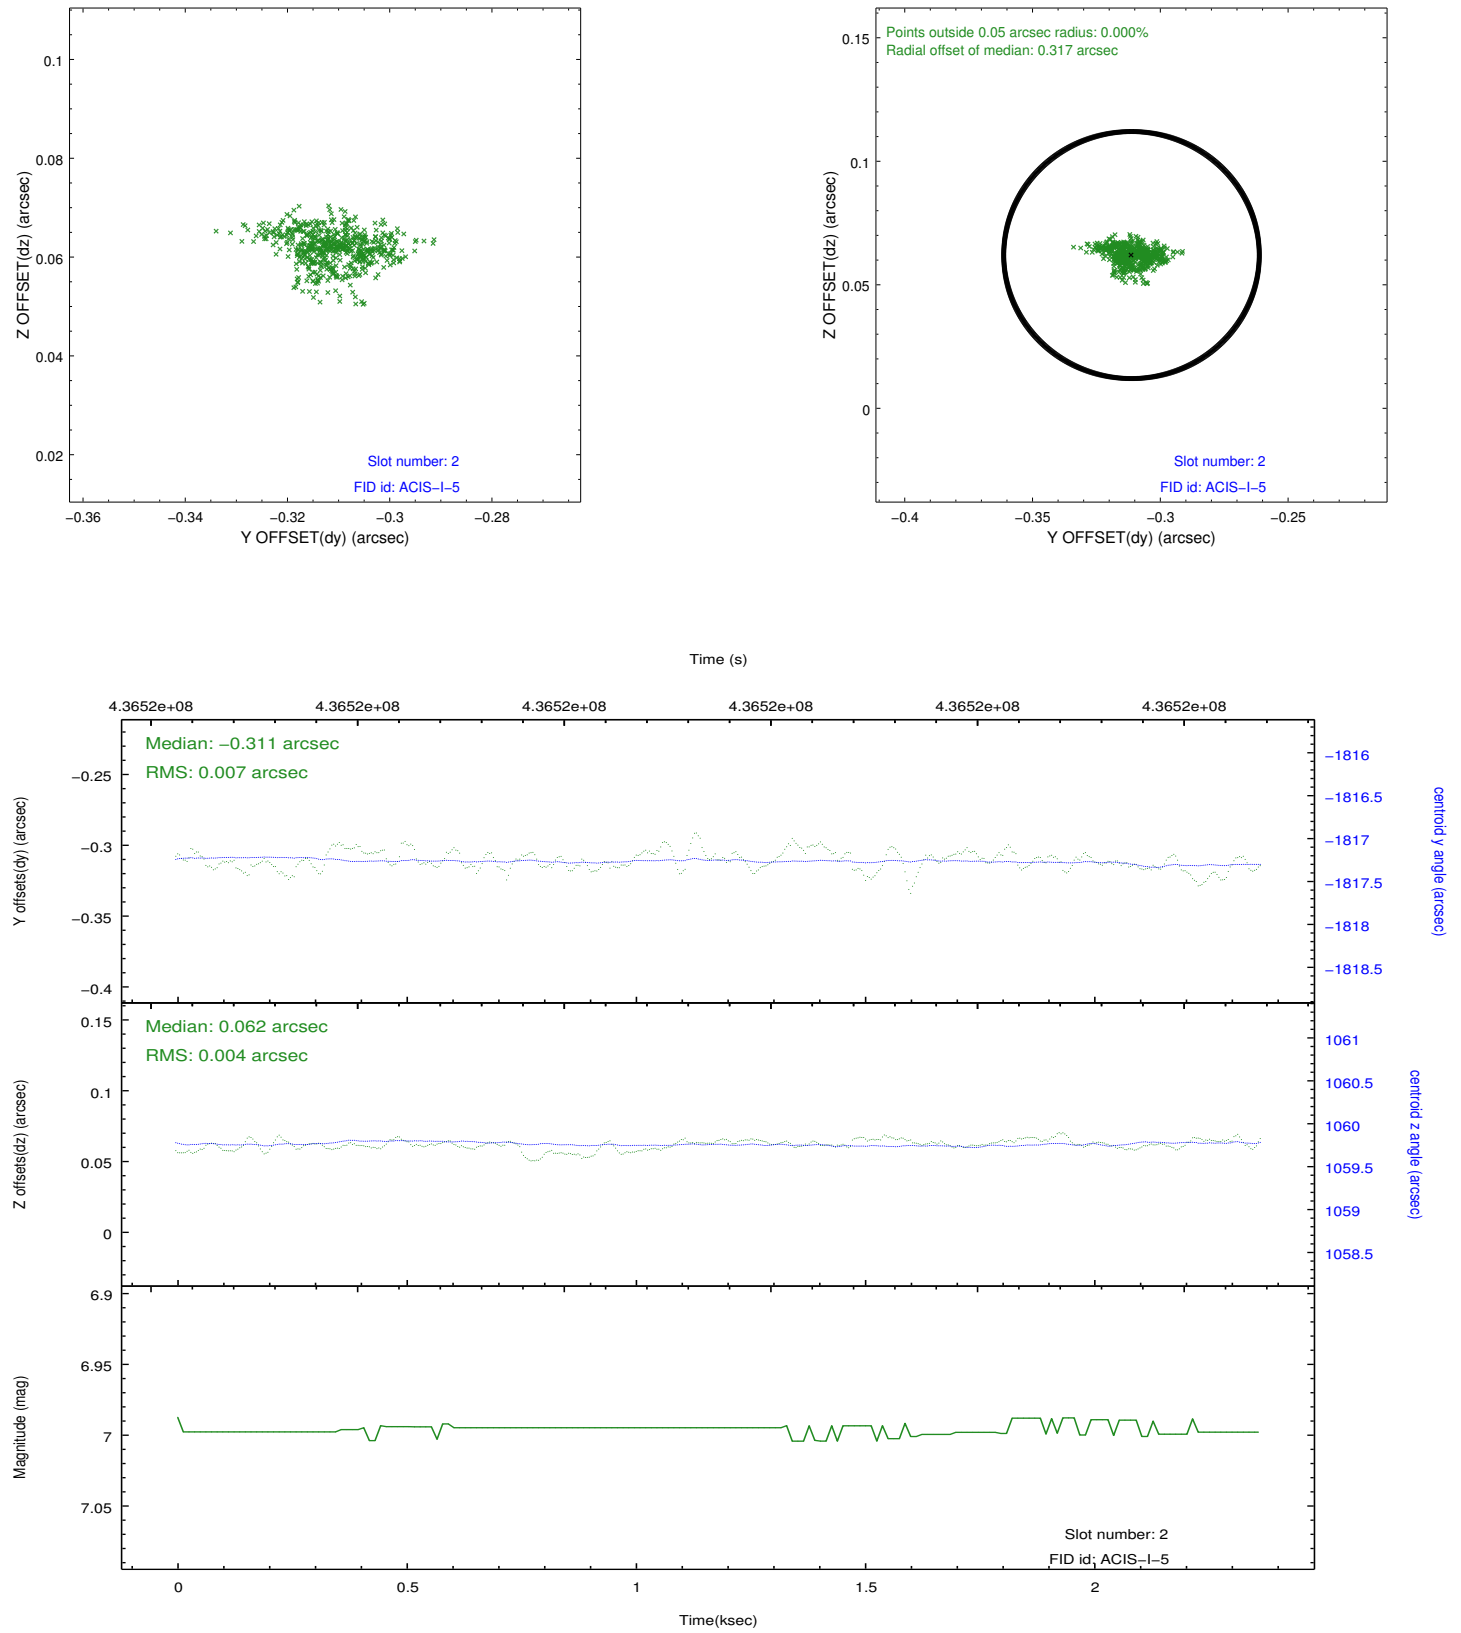 0.1
0.08
0.06
0.04
0.02
Z OFFSET(dz) (arcsec)
Slot number: 2
FID id: ACIS−I−5
−0.36 −0.34 −0.32 −0.3 −0.28
Y OFFSET(dy) (arcsec)
Points outside 0.05 arcsec radius: 0.000%
Radial offset of median: 0.317 arcsec
0.15
0.1
0.05
0
Z OFFSET(dz) (arcsec)
Slot number: 2
FID id: ACIS−I−5
−0.4 −0.35 −0.3 −0.25
Y OFFSET(dy) (arcsec)
Time (s)
4.3652e+08 4.3652e+08 4.3652e+08 4.3652e+08 4.3652e+08 4.3652e+08
Median: −0.311 arcsec
RMS: 0.007 arcsec
−0.25
−0.3
−0.35
−0.4
Y offsets(dy) (arcsec)
−1816
−1816.5
−1817
−1817.5
−1818
−1818.5
centroid y angle (arcsec)
Median: 0.062 arcsec
RMS: 0.004 arcsec
0.15
0.1
0.05
0
Z offsets(dz) (arcsec)
1061
1060.5
1060
1059.5
1059
1058.5
centroid z angle (arcsec)
6.9
6.95
7
7.05
Magnitude (mag)
Slot number: 2
FID id: ACIS−I−5
0 0.5 1 1.5 2
Time(ksec)